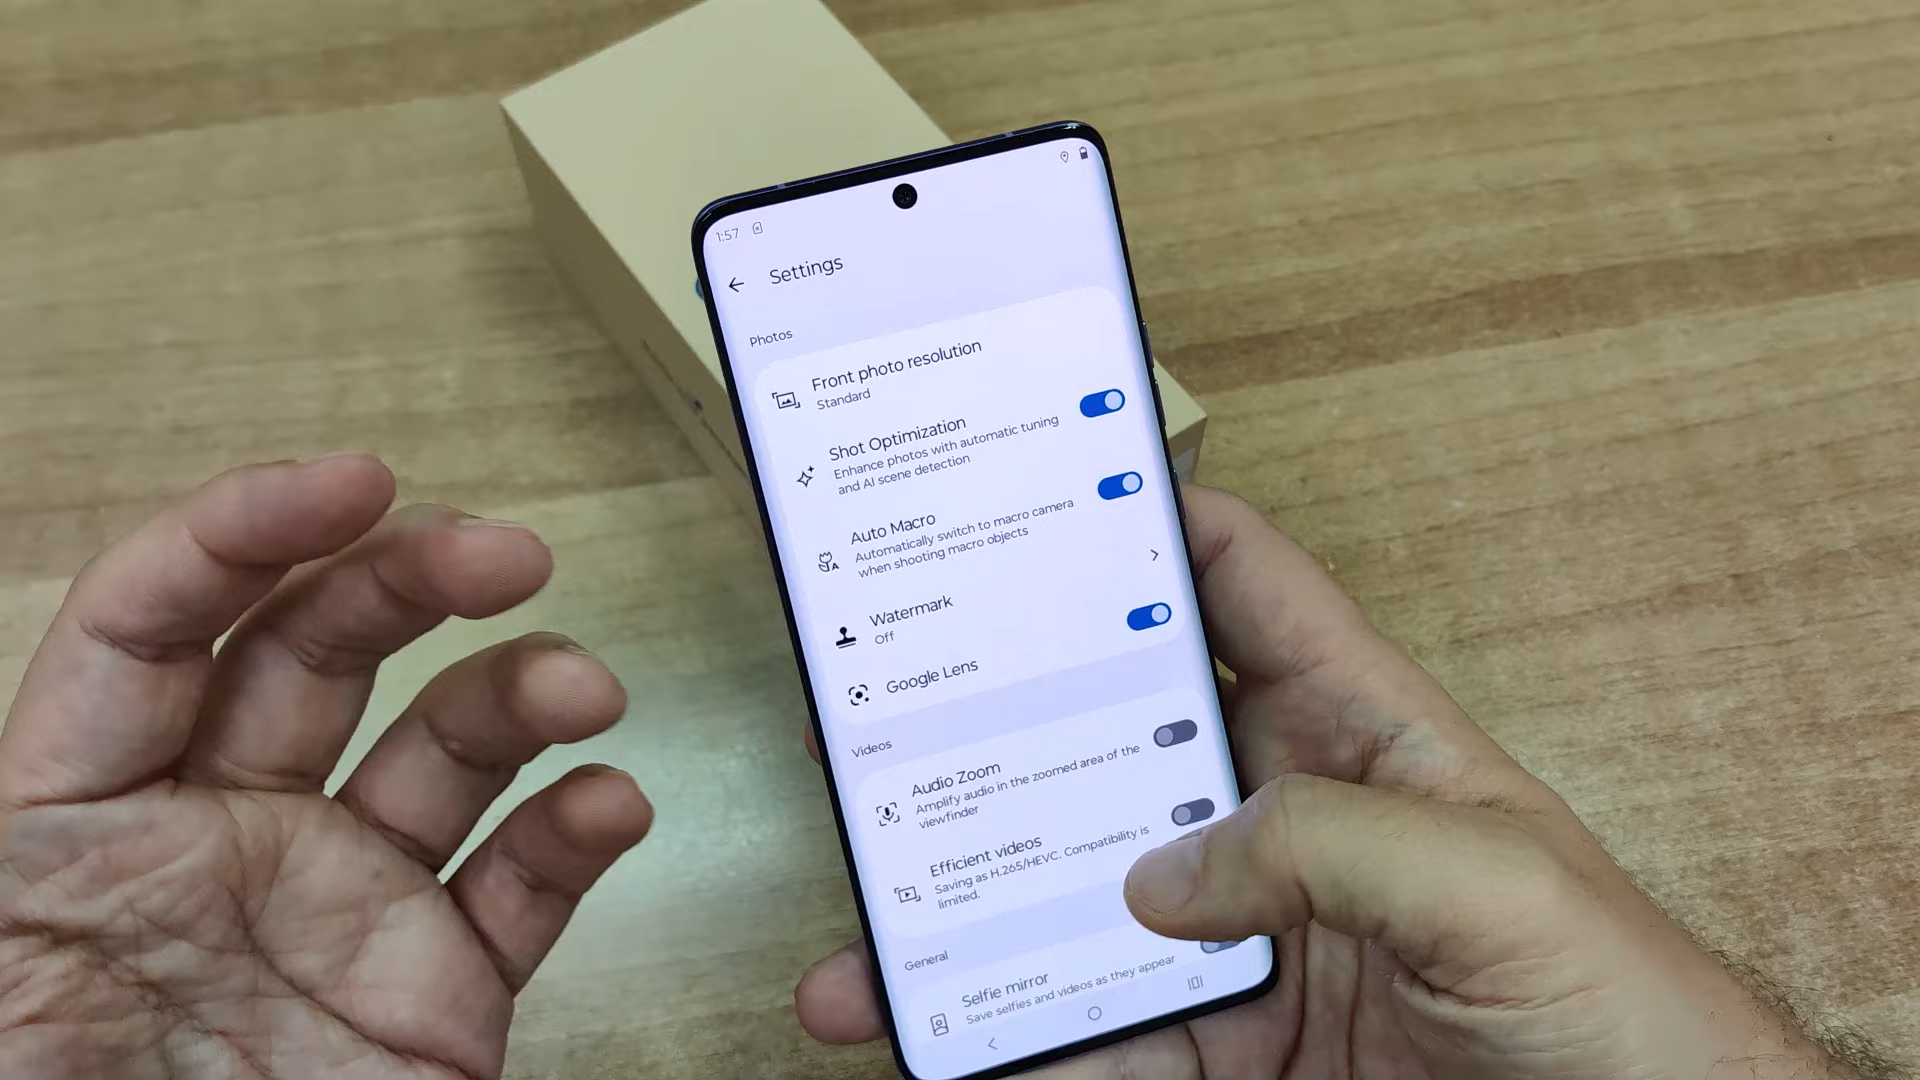 1:57
Settings
Photos
Front photo resolution
Standard
Shot Optimization
Enhance photos with automatic tuning
and AI scene detection
Auto Macro
Automatically switch to macro camera
when shooting macro objects
Watermark
Off
Google Lens
Videos
Audio Zoom
Amplify audio in the zoomed area of the
viewfinder
Efficient videos
Saving as H.265/HEVC. Compatibility is
limited.
General
Selfie mirror
Save selfies and videos as they appear